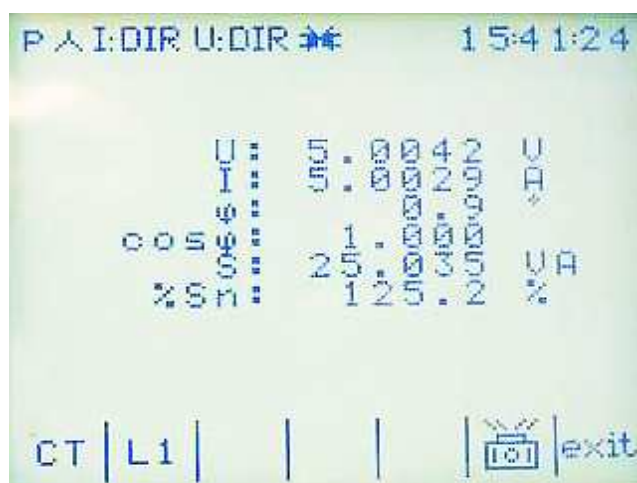 P人 I:DIR U:DIR 15:41:24
U: 5.0042 V
I: 5.0029 A
φ: 0.9 °
cosφ: 1.000
S: 25.035 VA
%Sn: 125.2 %
CT L1 exit